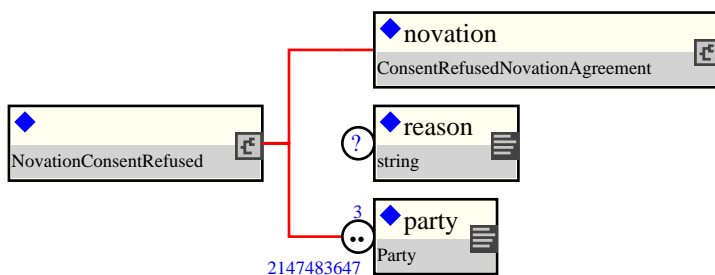 novation
ConsentRefusedNovationAgreement
NovationConsentRefused
?
reason
string
3
..
2147483647
party
Party